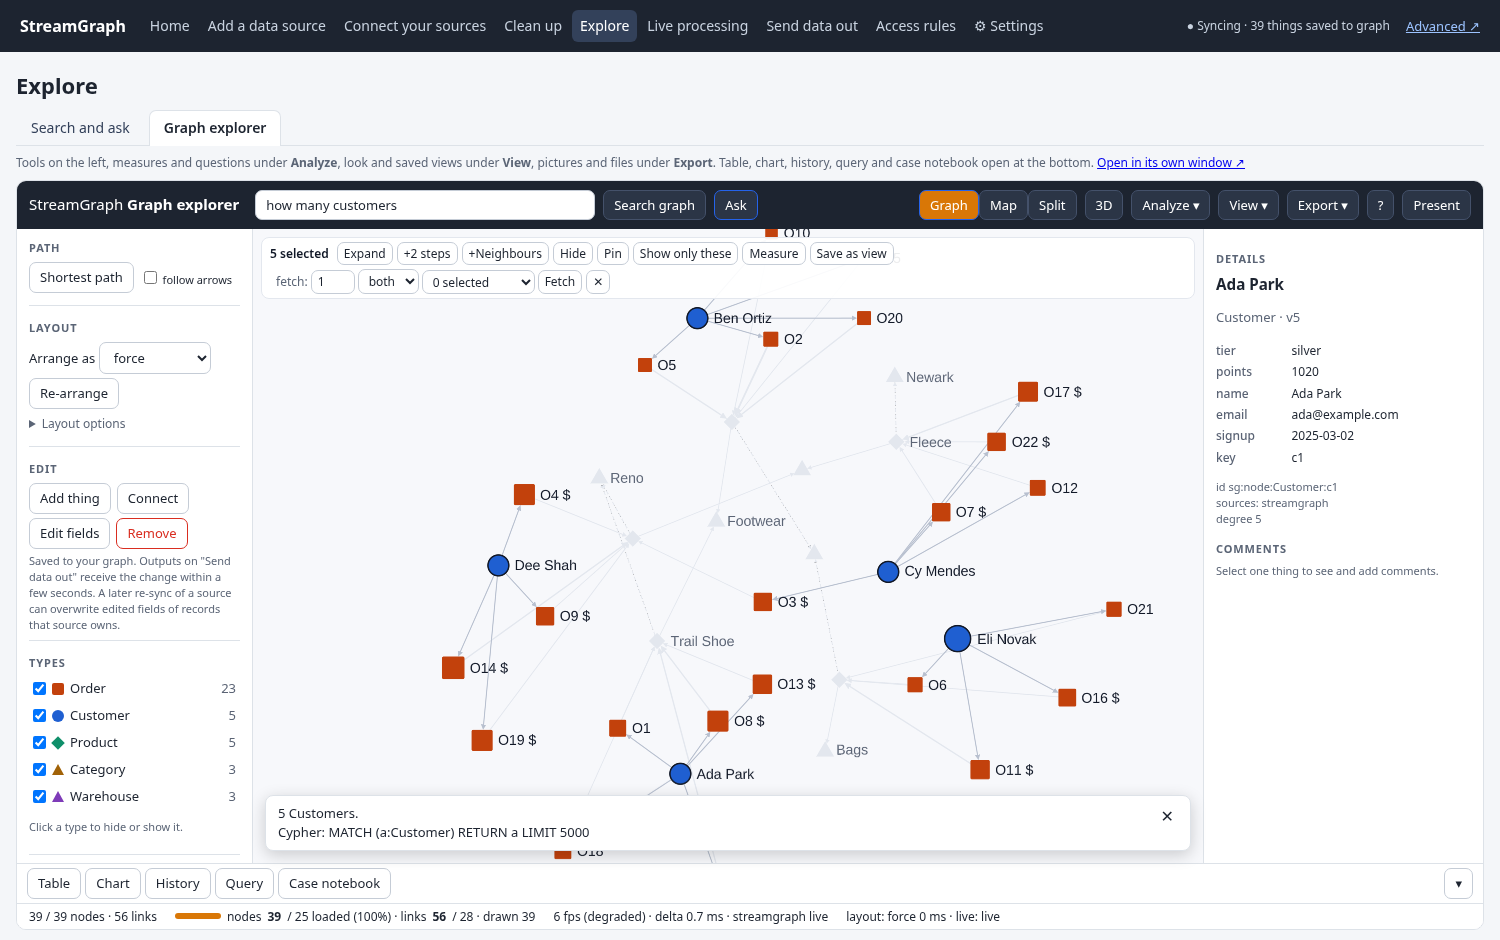 StreamGraph Home Add a data source Connect your sources Clean up Explore Live processing Send data out Access rules ⚙ Settings ● Syncing · 39 things saved to graph Advanced ↗
Explore
Search and ask Graph explorer
Tools on the left, measures and questions under Analyze, look and saved views under View, pictures and files under Export. Table, chart, history, query and case notebook open at the bottom. Open in its own window ↗
StreamGraph Graph explorer how many customers Search graph Ask Graph Map Split 3D Analyze ▾ View ▾ Export ▾ ? Present
PATH
Shortest path follow arrows
LAYOUT
Arrange as force
Re-arrange
▶ Layout options
EDIT
Add thing Connect
Edit fields Remove
Saved to your graph. Outputs on "Send
data out" receive the change within a
few seconds. A later re-sync of a source
can overwrite edited fields of records
that source owns.
TYPES
Order 23
Customer 5
Product 5
Category 3
Warehouse 3
Click a type to hide or show it.
O10
5 selected Expand +2 steps +Neighbours Hide Pin Show only these Measure Save as view
fetch: 1 both 0 selected Fetch ✕
Ben Ortiz
O20
O2
O5
Newark
O17 $
O22 $
Fleece
Reno
O4 $
O12
O7 $
Footwear
Dee Shah
Cy Mendes
O3 $
O9 $
O21
Trail Shoe
Eli Novak
O14 $
O13 $
O6
O16 $
O1
O8 $
O19 $
Bags
O11 $
Ada Park
5 Customers. ✕
Cypher: MATCH (a:Customer) RETURN a LIMIT 5000
O18
DETAILS
Ada Park
Customer · v5
tier silver
points 1020
name Ada Park
email ada@example.com
signup 2025-03-02
key c1
id sg:node:Customer:c1
sources: streamgraph
degree 5
COMMENTS
Select one thing to see and add comments.
Table Chart History Query Case notebook ▾
39 / 39 nodes · 56 links nodes 39 / 25 loaded (100%) · links 56 / 28 · drawn 39 6 fps (degraded) · delta 0.7 ms · streamgraph live layout: force 0 ms · live: live